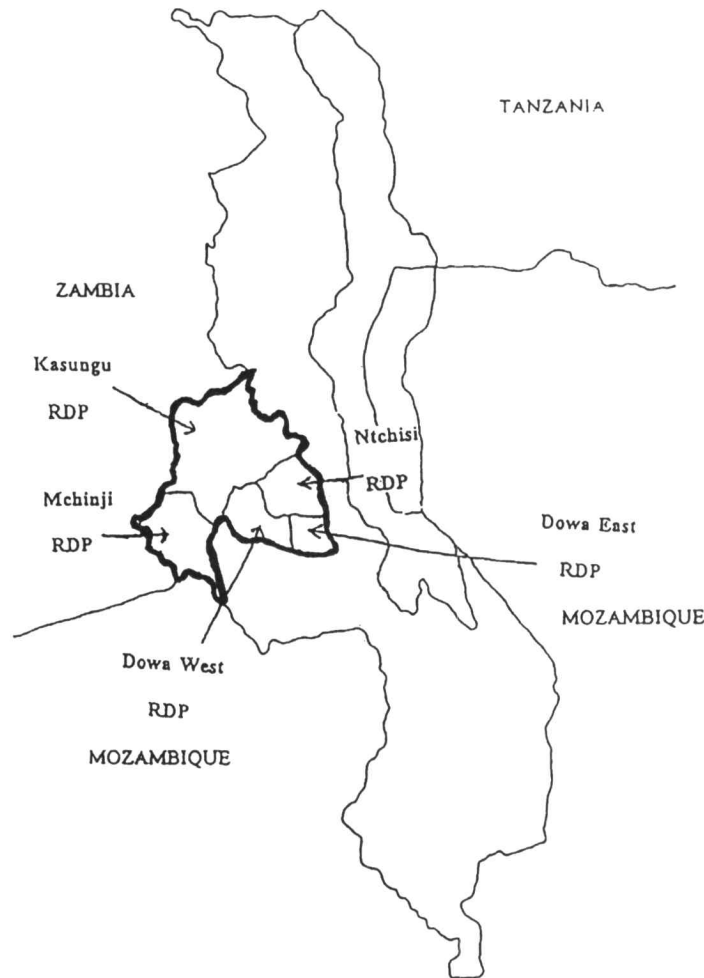 TANZANIA
ZAMBIA
Kasungu
RDP
Ntchisi
RDP
Mchinji
RDP
Dowa East
RDP
MOZAMBIQUE
Dowa West
RDP
MOZAMBIQUE